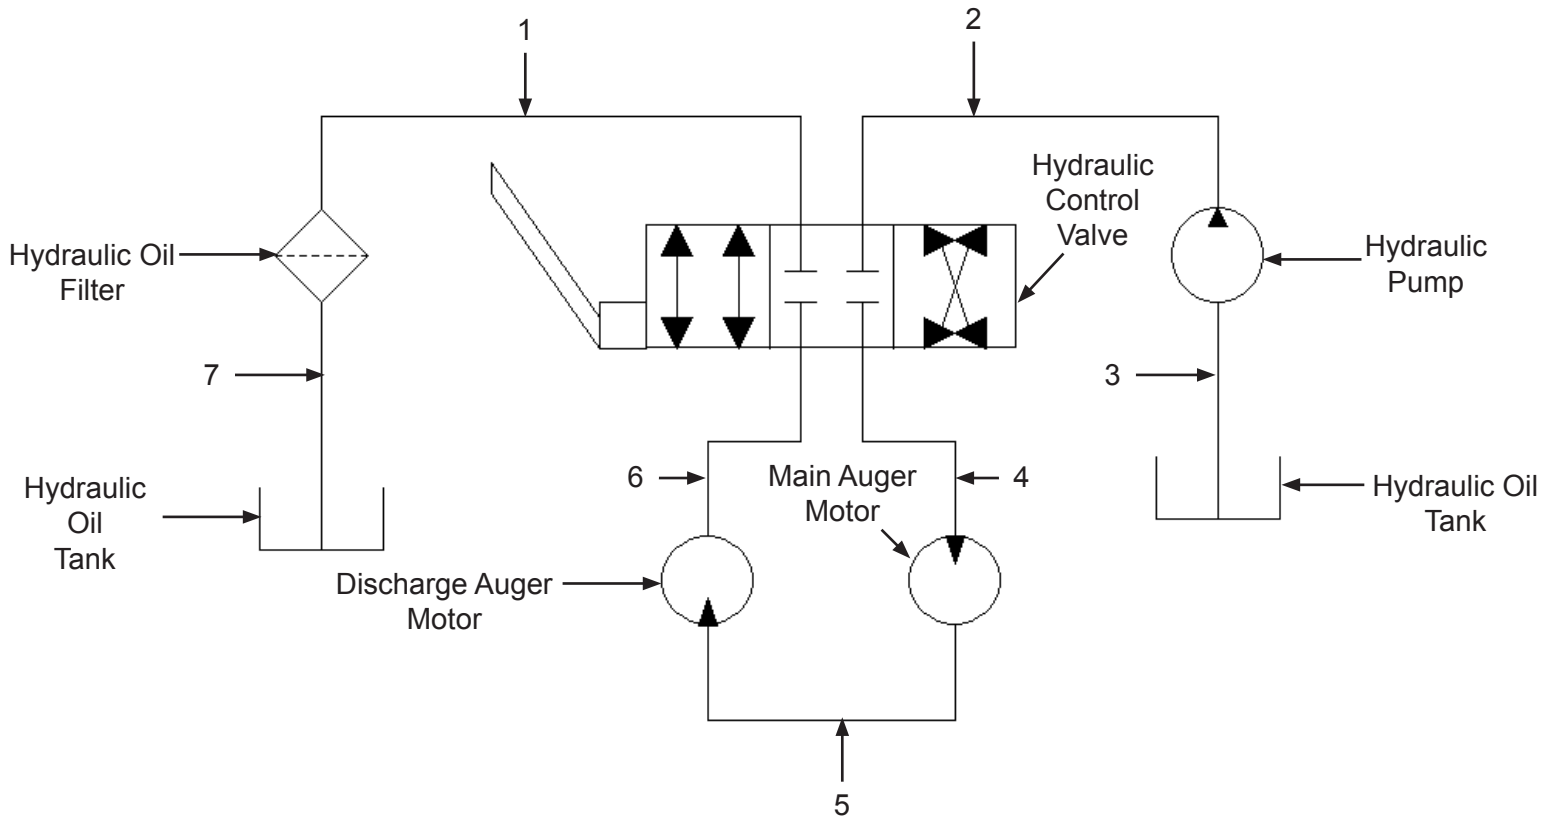 1
2
Hydraulic
Control
Valve
Hydraulic Oil
Filter
Hydraulic
Pump
7
3
6
Main Auger
Motor
4
Hydraulic
Oil
Tank
Hydraulic Oil
Tank
Discharge Auger
Motor
5